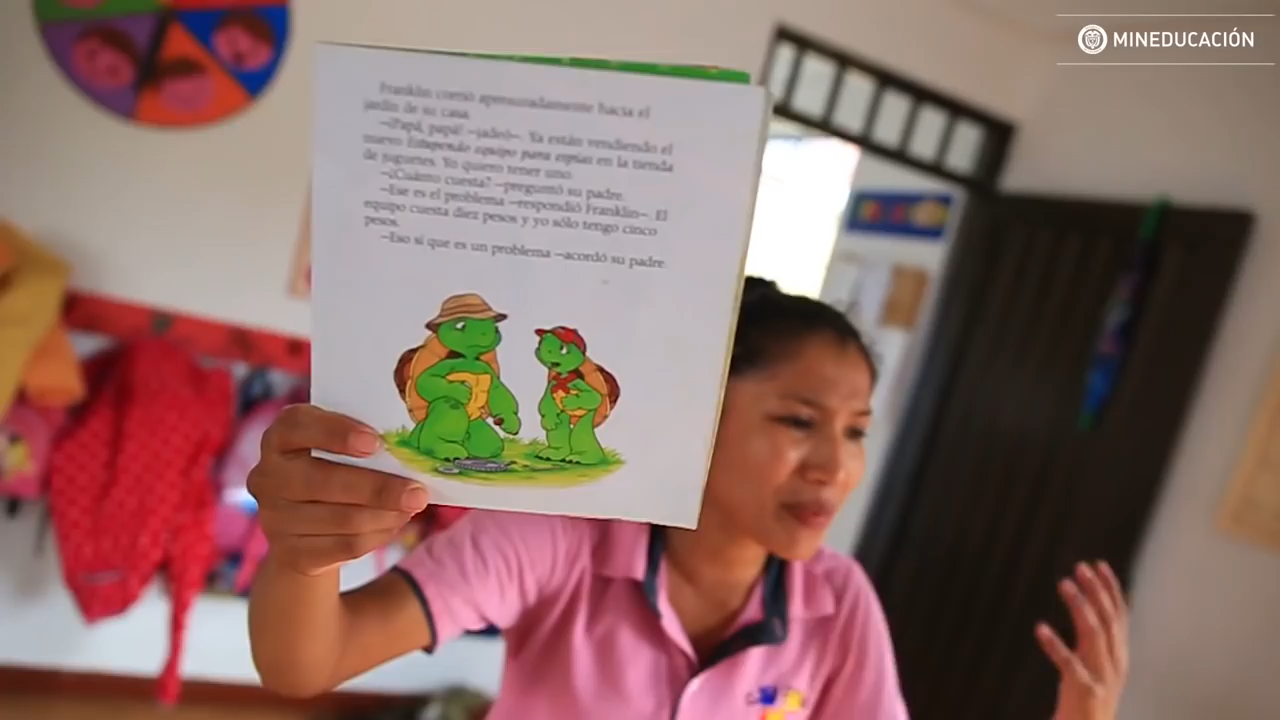 MINEDUCACIÓN
Franklin corrió apresuradamente hacia el
jardín de su casa.
—¡Papá, papá! —jadeó—. Ya están vendiendo el
nuevo Estupendo equipo para espías en la tienda
de juguetes. Yo quiero tener uno.
—¿Cuánto cuesta? —preguntó su padre.
—Ese es el problema —respondió Franklin—. El
equipo cuesta diez pesos y yo sólo tengo cinco
pesos.
—Eso sí que es un problema —acordó su padre.